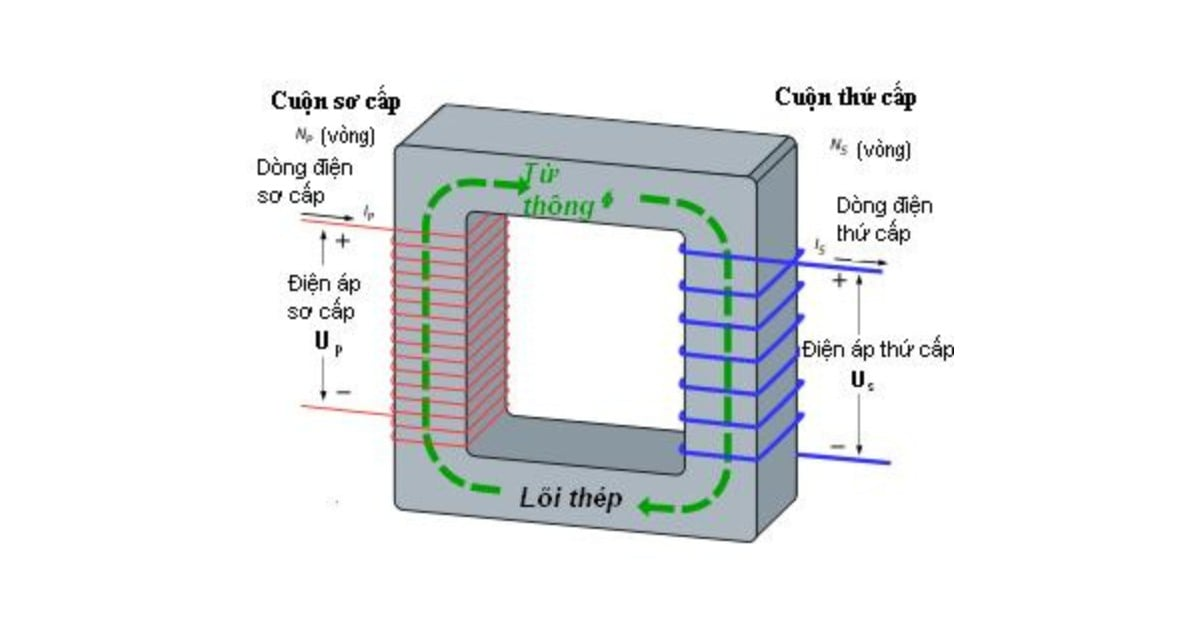 Cuộn sơ cấp
NP (vòng)
Dòng điện
sơ cấp
IP
+
Điện áp
sơ cấp
Up
−
Từ
thông ϕ
Lõi thép
Cuộn thứ cấp
NS (vòng)
Dòng điện
thứ cấp
IS
+
Điện áp thứ cấp
Us
−